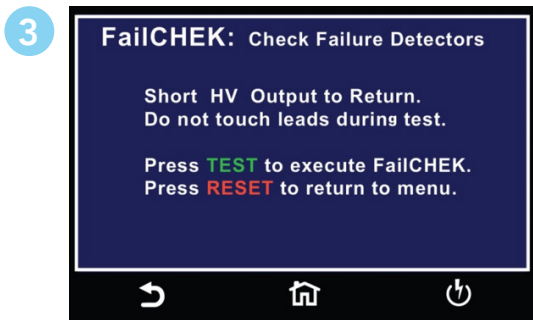 3
FailCHEK: Check Failure Detectors
Short HV Output to Return.
Do not touch leads during test.
Press TEST to execute FailCHEK.
Press RESET to return to menu.